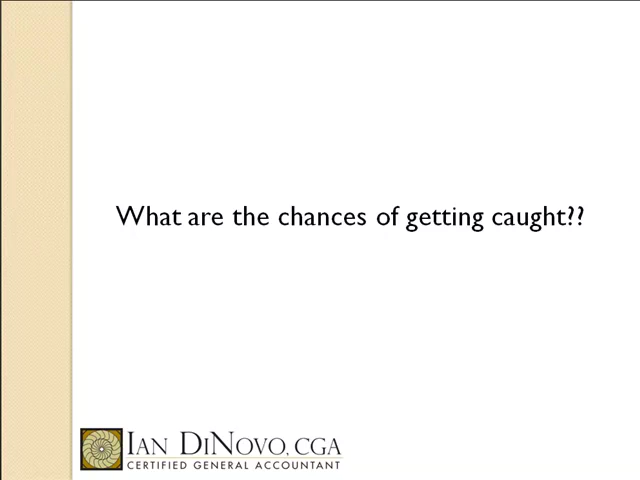 What are the chances of getting caught??
IAN DINOVO, CGA
CERTIFIED GENERAL ACCOUNTANT